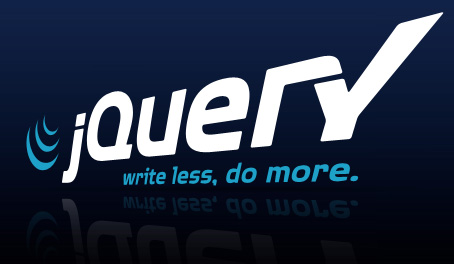 jQuery
write less, do more.